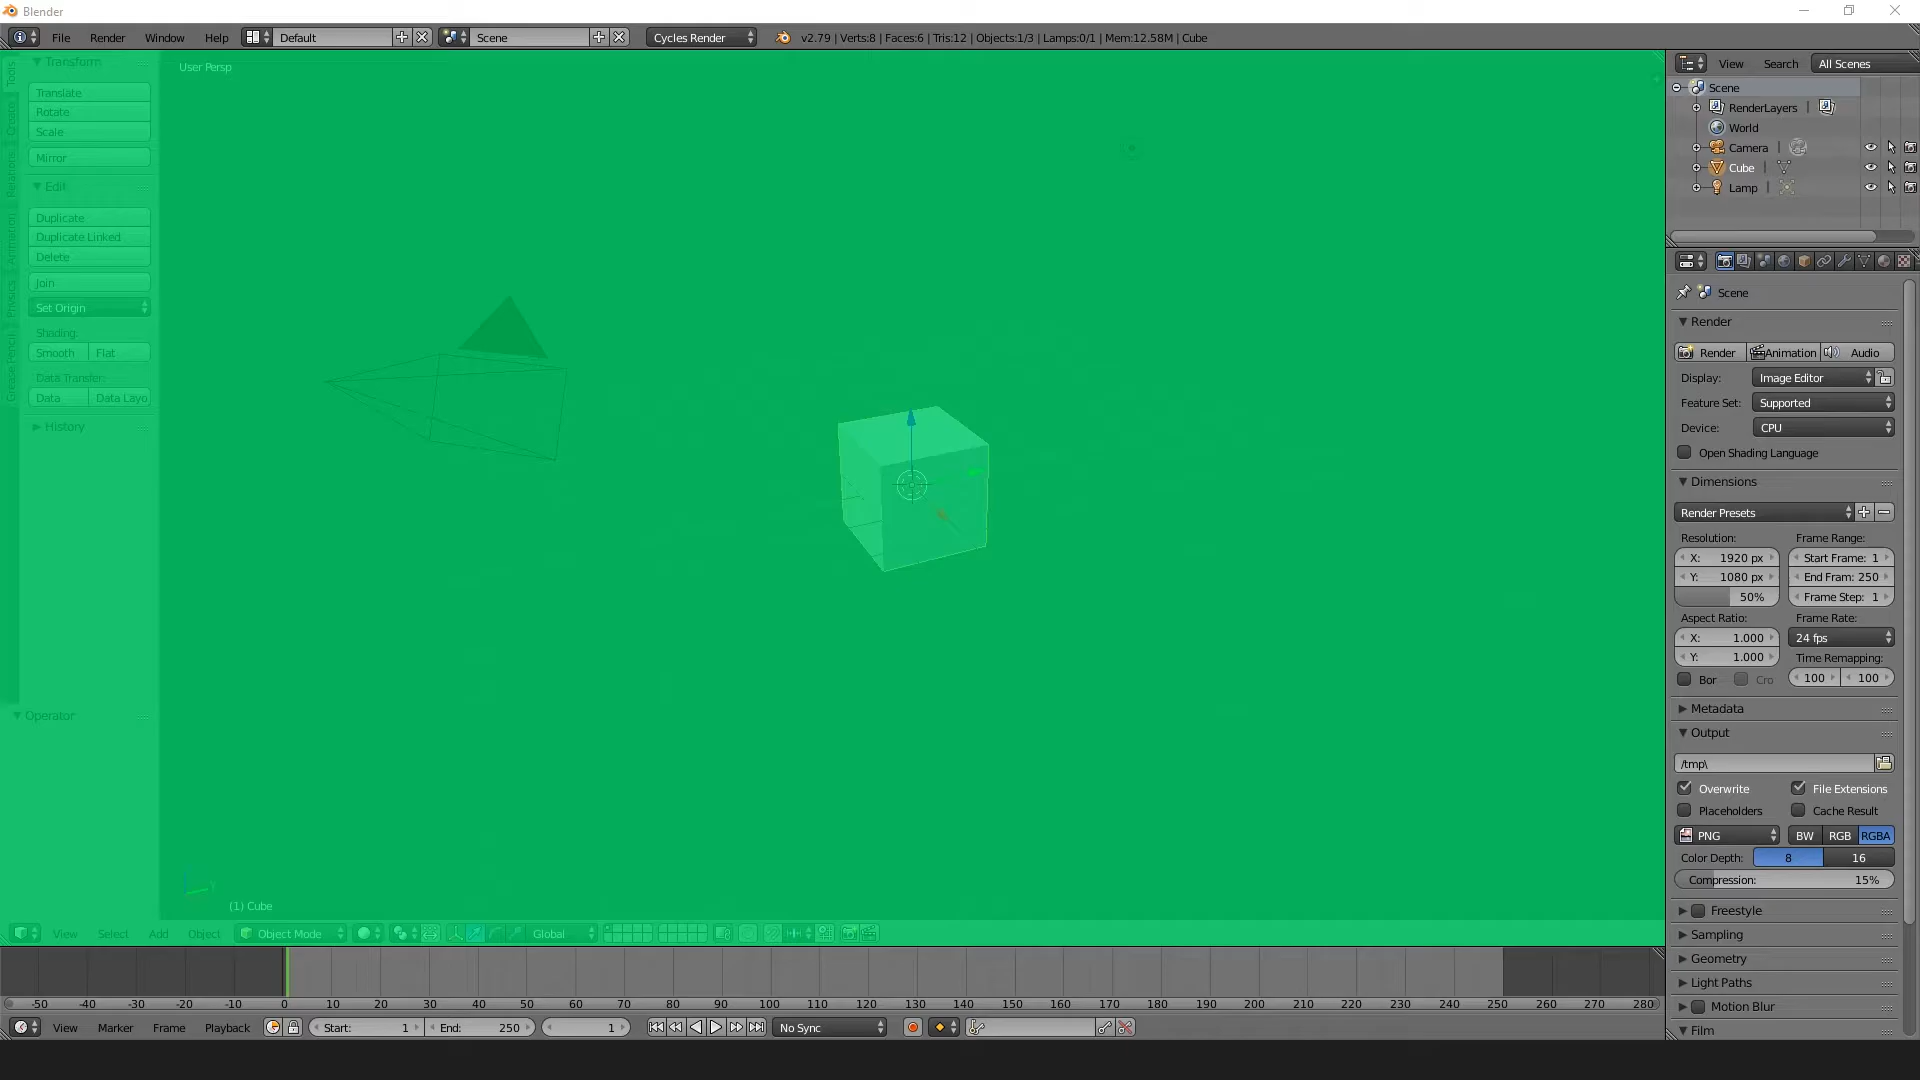 Blender
File Render Window Help Default Scene Cycles Render v2.79 | Verts:8 | Faces:6 | Tris:12 | Objects:1/3 | Lamps:0/1 | Mem:12.58M | Cube
Tools
Create
Relations
Animation
Physics
Grease Pencil
Transform
Translate
Rotate
Scale
Mirror
Edit
Duplicate
Duplicate Linked
Delete
Join
Set Origin
Shading:
Smooth Flat
Data Transfer:
Data Data Layo
History
Operator
User Persp
(1) Cube
View Select Add Object Object Mode Global
View Search All Scenes
Scene
RenderLayers |
World
Camera |
Cube |
Lamp |
Scene
Render
Render Animation Audio
Display: Image Editor
Feature Set: Supported
Device: CPU
Open Shading Language
Dimensions
Render Presets
Resolution: Frame Range:
X: 1920 px Start Frame: 1
Y: 1080 px End Fram: 250
50% Frame Step: 1
Aspect Ratio: Frame Rate:
X: 1.000 24 fps
Y: 1.000 Time Remapping:
Bor Cro 100 100
Metadata
Output
/tmp\
Overwrite File Extensions
Placeholders Cache Result
PNG BW RGB RGBA
Color Depth: 8 16
Compression: 15%
Freestyle
Sampling
Geometry
Light Paths
Motion Blur
Film
-50 -40 -30 -20 -10 0 10 20 30 40 50 60 70 80 90 100 110 120 130 140 150 160 170 180 190 200 210 220 230 240 250 260 270 280
View Marker Frame Playback Start: 1 End: 250 1 No Sync